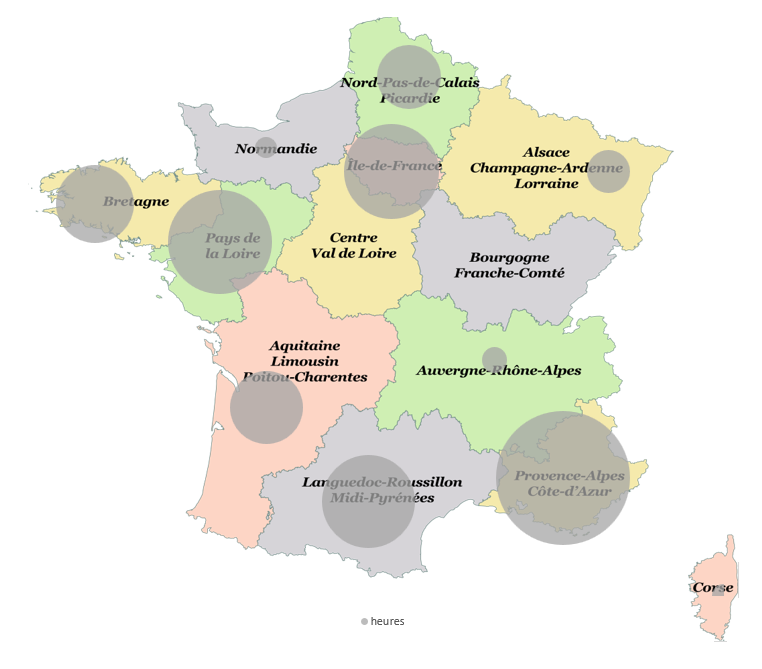 Nord-Pas-de-Calais
Picardie
Normandie
Île-de-France
Alsace
Champagne-Ardenne
Lorraine
Bretagne
Pays de
la Loire
Centre
Val de Loire
Bourgogne
Franche-Comté
Aquitaine
Limousin
Poitou-Charentes
Auvergne-Rhône-Alpes
Languedoc-Roussillon
Midi-Pyrénées
Provence-Alpes
Côte-d'Azur
Corse
heures